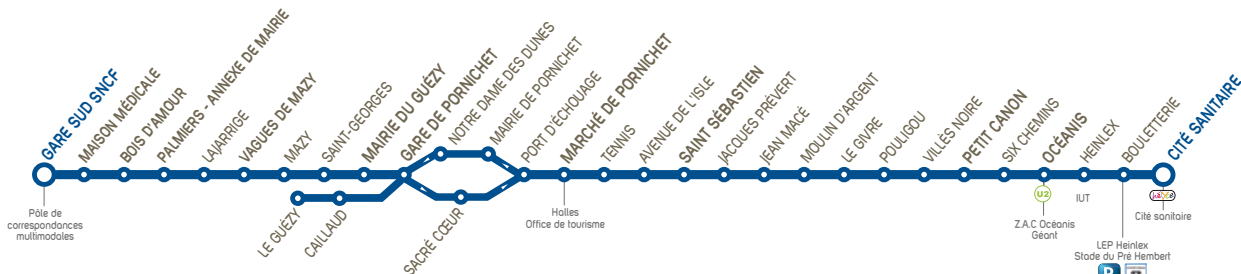 GARE SUD SNCF
MAISON MÉDICALE
BOIS D'AMOUR
PALMIERS - ANNEXE DE MAIRIE
LAJARRIGE
VAGUES DE MAZY
MAZY
SAINT-GEORGES
MAIRIE DU GUÉZY
GARE DE PORNICHET
NOTRE DAME DES DUNES
MAIRIE DE PORNICHET
PORT D'ÉCHOUAGE
MARCHÉ DE PORNICHET
TENNIS
AVENUE DE L'ISLE
SAINT SÉBASTIEN
JACQUES PRÉVERT
JEAN MACÉ
MOULIN D'ARGENT
LE GIVRE
POULIGOU
VILLÈS NOIRE
PETIT CANON
SIX CHEMINS
OCÉANIS
HEINLEX
BOULETTERIE
CITÉ SANITAIRE
LE GUÉZY
CAILLAUD
SACRÉ CŒUR
Pôle de
correspondances
multimodales
Halles
Office de tourisme
U2
Z.A.C Océanis
Géant
IUT
LEP Heinlex
Stade du Pré Hembert
P
hélYcé
Cité sanitaire